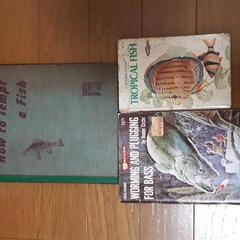 How to Tempt
a Fish
TROPICAL FISH
WORMING AND PLUGGING
FOR BASS